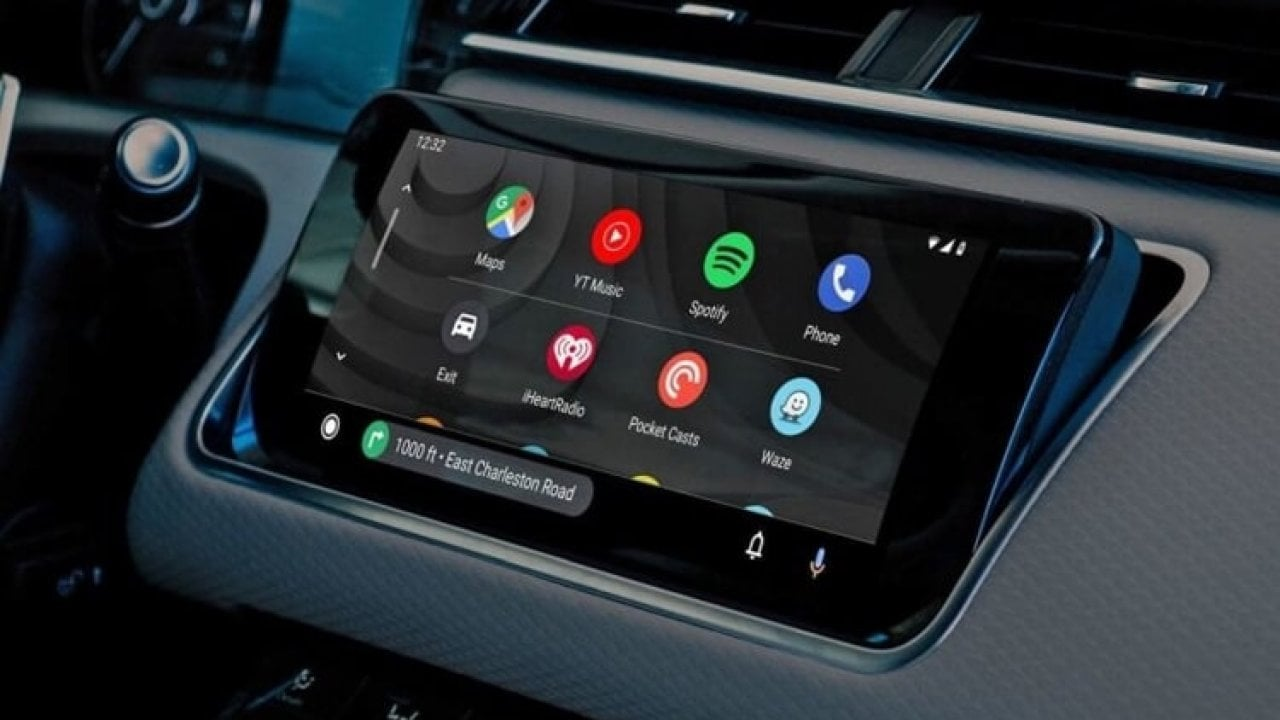 12:32
Maps
YT Music
Spotify
Phone
Exit
iHeartRadio
Pocket Casts
Waze
1000 ft • East Charleston Road